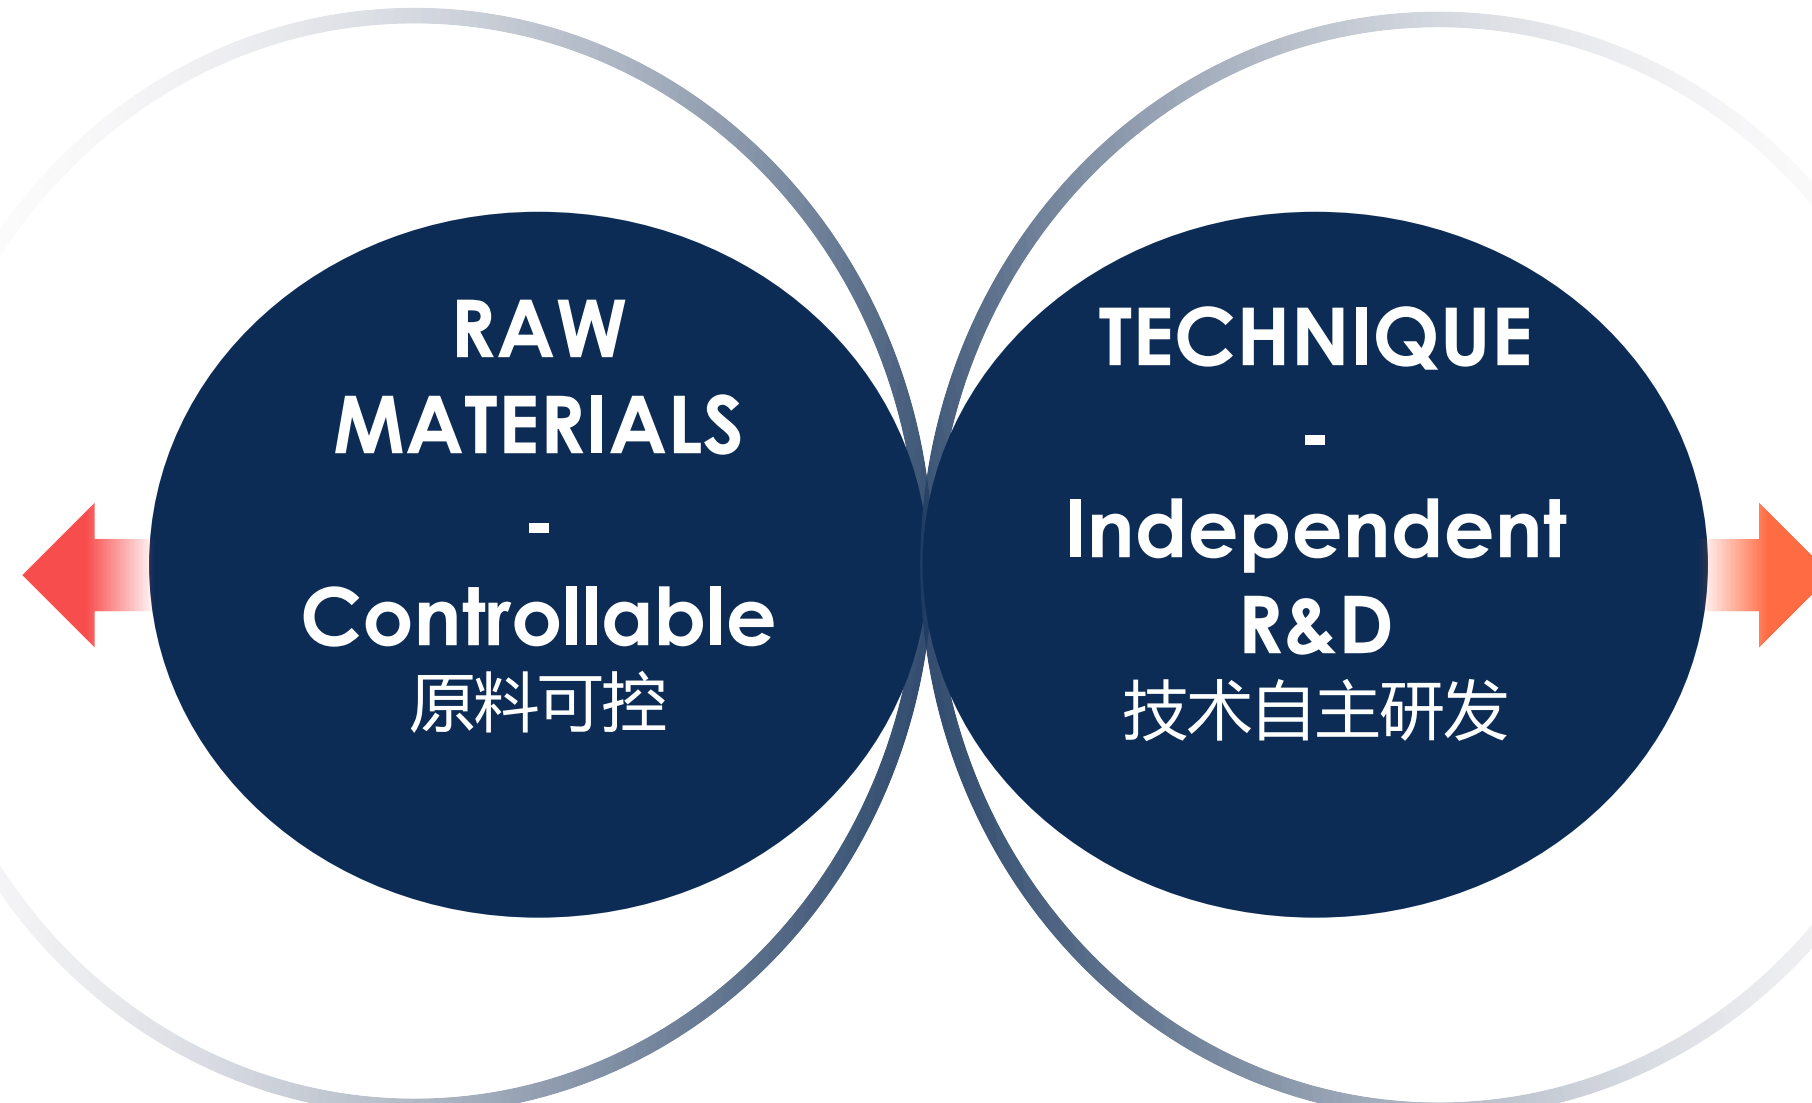 RAW
MATERIALS
-
Controllable
原料可控
TECHNIQUE
-
Independent
R&D
技术自主研发